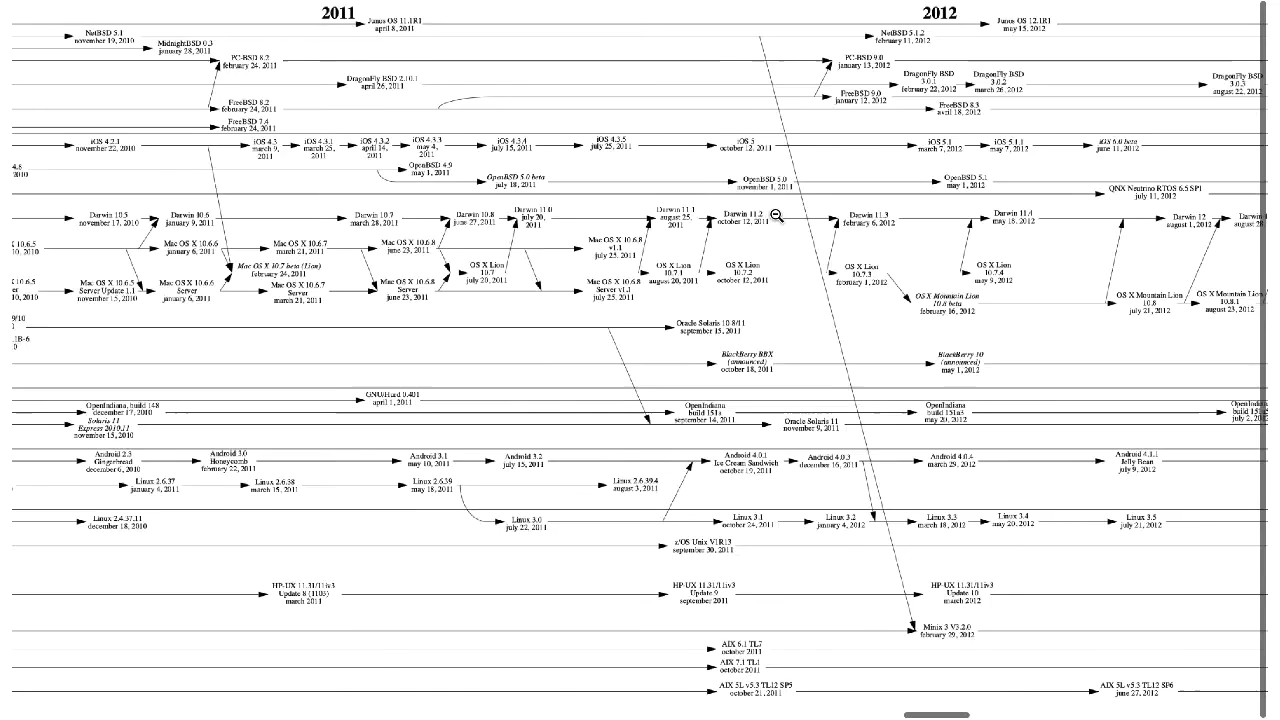 2011
2012
Junos OS 11.1R1
april 8, 2011
Junos OS 12.1R1
may 15, 2012
NetBSD 5.1
november 19, 2010
NetBSD 5.1.2
february 11, 2012
MidnightBSD 0.3
january 28, 2011
PC-BSD 8.2
february 24, 2011
PC-BSD 9.0
january 13, 2012
DragonFly BSD 2.10.1
april 26, 2011
DragonFly BSD
3.0.1
february 22, 2012
DragonFly BSD
3.0.2
march 26, 2012
DragonFly BSD
3.0.3
august 22, 2012
FreeBSD 8.2
february 24, 2011
FreeBSD 9.0
january 12, 2012
FreeBSD 8.3
avril 18, 2012
FreeBSD 7.4
february 24, 2011
iOS 4.2.1
november 22, 2010
iOS 4.3
march 9,
2011
iOS 4.3.1
march 25,
2011
iOS 4.3.2
april 14,
2011
iOS 4.3.3
may 4,
2011
iOS 4.3.4
july 15, 2011
iOS 4.3.5
july 25, 2011
iOS 5
october 12, 2011
iOS 5.1
march 7, 2012
iOS 5.1.1
may 7, 2012
iOS 6.0 beta
june 11, 2012
4.8
2010
OpenBSD 4.9
may 1, 2011
OpenBSD 5.0 beta
july 18, 2011
OpenBSD 5.0
november 1, 2011
OpenBSD 5.1
may 1, 2012
QNX Neutrino RTOS 6.5 SP1
july 11, 2012
Darwin 10.5
november 17, 2010
Darwin 10.6
january 9, 2011
Darwin 10.7
march 28, 2011
Darwin 10.8
june 27, 2011
Darwin 11.0
july 20,
2011
Darwin 11.1
august 25,
2011
Darwin 11.2
october 12, 2011
Darwin 11.3
february 6, 2012
Darwin 11.4
may 18, 2012
Darwin 12
august 1, 2012
Darwin 1
august 28
X 10.6.5
10, 2010
Mac OS X 10.6.6
january 6, 2011
Mac OS X 10.6.7
march 21, 2011
Mac OS X 10.6.8
june 23, 2011
Mac OS X 10.6.8
v1.1
july 25, 2011
Mac OS X 10.7 beta (Lion)
february 24, 2011
OS X Lion
10.7
july 20, 2011
OS X Lion
10.7.1
august 20, 2011
OS X Lion
10.7.2
october 12, 2011
OS X Lion
10.7.3
february 1, 2012
OS X Lion
10.7.4
may 9, 2012
10.6.5
er
10, 2010
Mac OS X 10.6.5
Server Update 1.1
november 15, 2010
Mac OS X 10.6.6
Server
january 6, 2011
Mac OS X 10.6.7
Server
march 21, 2011
Mac OS X 10.6.8
Server
june 23, 2011
Mac OS X 10.6.8
Server v1.1
july 25, 2011
OS X Mountain Lion
10.8 beta
february 16, 2012
OS X Mountain Lion
10.8
july 21, 2012
OS X Mountain Lion
10.8.1
august 23, 2012
9/10
Oracle Solaris 10 8/11
september 15, 2011
1B-6
0
BlackBerry BBX
(announced)
october 18, 2011
BlackBerry 10
(announced)
may 1, 2012
GNU/Hurd 0.401
april 1, 2011
OpenIndiana, build 148
december 17, 2010
OpenIndiana
build 151a
september 14, 2011
OpenIndiana
build 151a3
may 20, 2012
OpenIndiana
build 151a5
july 2, 2012
Solaris 11
Express 2010.11
november 15, 2010
Oracle Solaris 11
november 9, 2011
Android 2.3
Gingerbread
december 6, 2010
Android 3.0
Honeycomb
february 22, 2011
Android 3.1
may 10, 2011
Android 3.2
july 15, 2011
Android 4.0.1
Ice Cream Sandwich
october 19, 2011
Android 4.0.3
december 16, 2011
Android 4.0.4
march 29, 2012
Android 4.1.1
Jelly Bean
july 9, 2012
Linux 2.6.37
january 4, 2011
Linux 2.6.38
march 15, 2011
Linux 2.6.39
may 18, 2011
Linux 2.6.39.4
august 3, 2011
Linux 2.4.37.11
december 18, 2010
Linux 3.0
july 22, 2011
Linux 3.1
october 24, 2011
Linux 3.2
january 4, 2012
Linux 3.3
march 18, 2012
Linux 3.4
may 20, 2012
Linux 3.5
july 21, 2012
z/OS Unix V1R13
september 30, 2011
HP-UX 11.31/11iv3
Update 8 (1103)
march 2011
HP-UX 11.31/11iv3
Update 9
september 2011
HP-UX 11.31/11iv3
Update 10
march 2012
Minix 3 V3.2.0
february 29, 2012
AIX 6.1 TL7
october 2011
AIX 7.1 TL1
october 2011
AIX 5L v5.3 TL12 SP5
october 21, 2011
AIX 5L v5.3 TL12 SP6
june 27, 2012